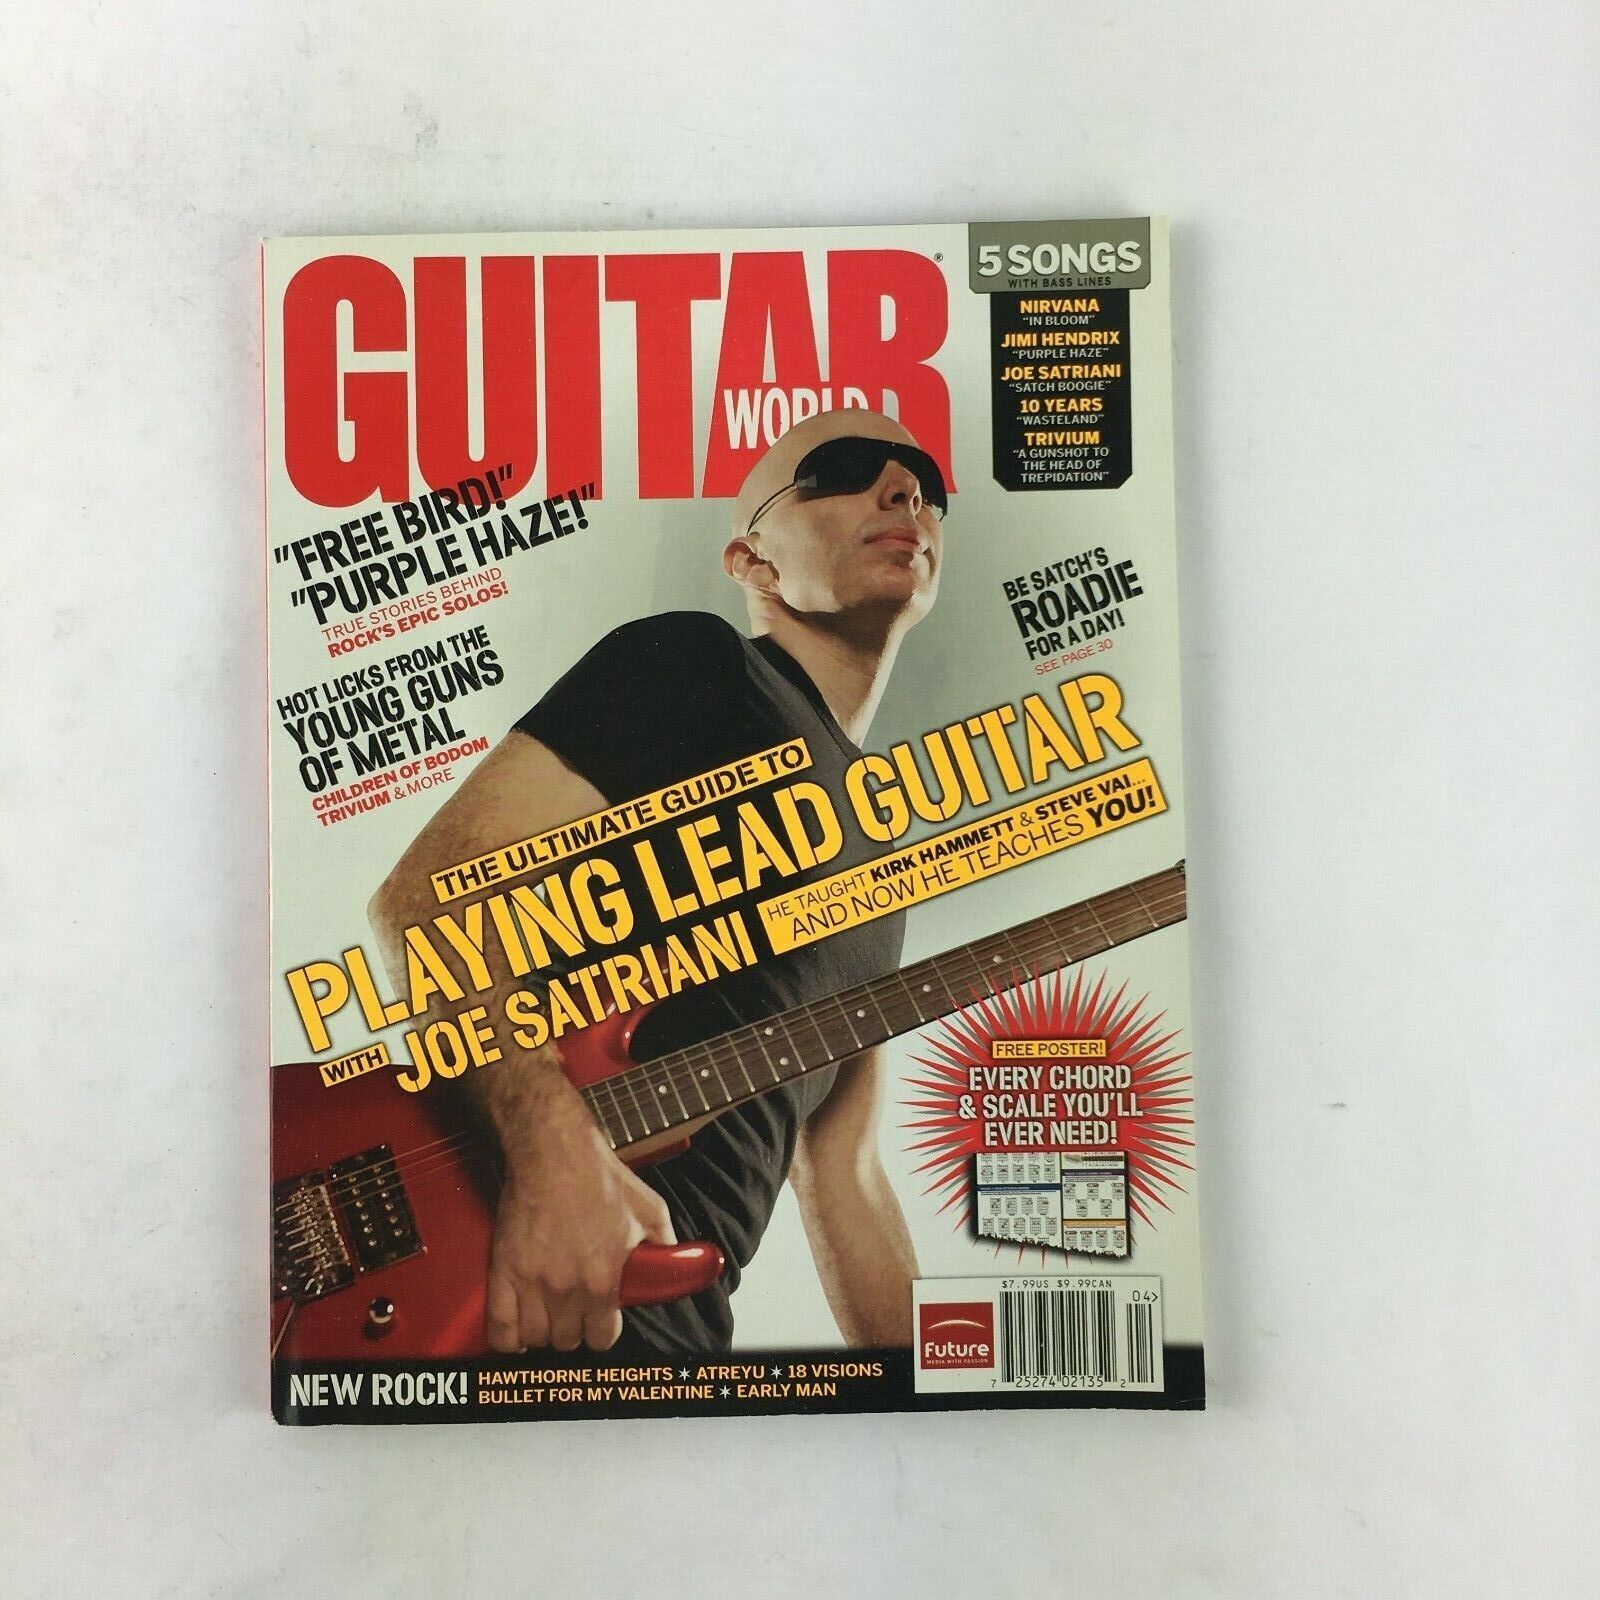 GUITAR
WORLD
®
5 SONGS
WITH BASS LINES
NIRVANA
"IN BLOOM"
JIMI HENDRIX
"PURPLE HAZE"
JOE SATRIANI
"SATCH BOOGIE"
10 YEARS
"WASTELAND"
TRIVIUM
"A GUNSHOT TO
THE HEAD OF
TREPIDATION"
"FREE BIRD!"
"PURPLE HAZE!"
TRUE STORIES BEHIND
ROCK'S EPIC SOLOS!
HOT LICKS FROM THE
YOUNG GUNS
OF METAL
CHILDREN OF BODOM
TRIVIUM & MORE
BE SATCH'S
ROADIE
FOR A DAY!
SEE PAGE 30
THE ULTIMATE GUIDE TO
PLAYING LEAD GUITAR
WITH JOE SATRIANI
HE TAUGHT KIRK HAMMETT & STEVE VAI...
AND NOW HE TEACHES YOU!
FREE POSTER!
EVERY CHORD
& SCALE YOU'LL
EVER NEED!
$7.99US $9.99CAN
04>
Future
MEDIA WITH PASSION
7 25274 02135 2
NEW ROCK!
HAWTHORNE HEIGHTS ✶ ATREYU ✶ 18 VISIONS
BULLET FOR MY VALENTINE ✶ EARLY MAN